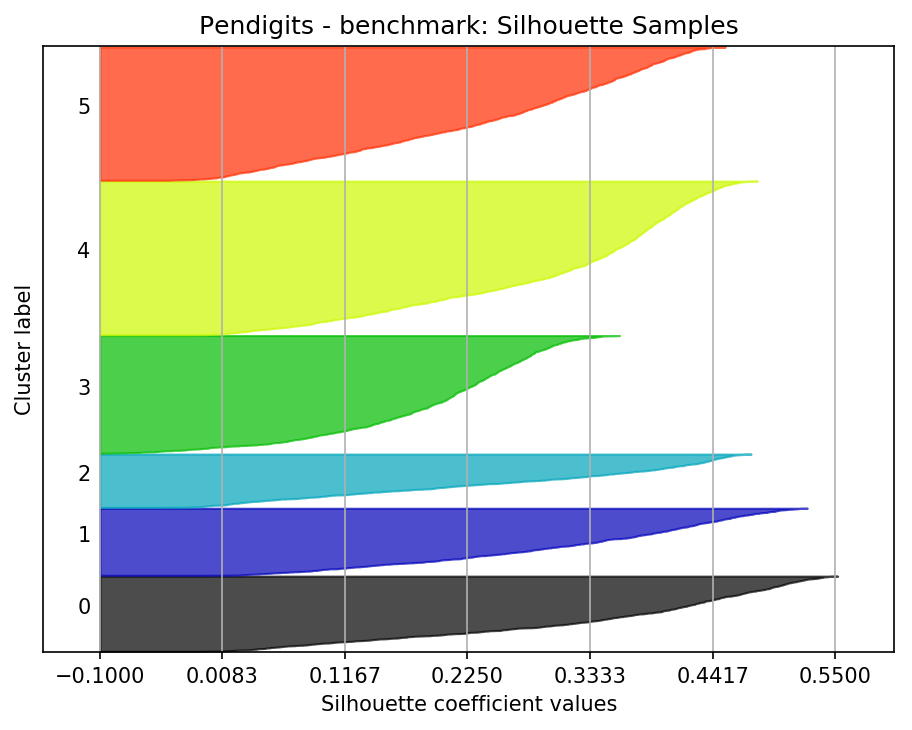 Pendigits - benchmark: Silhouette Samples
Cluster label
5
4
3
2
1
0
−0.1000 0.0083 0.1167 0.2250 0.3333 0.4417 0.5500
Silhouette coefficient values